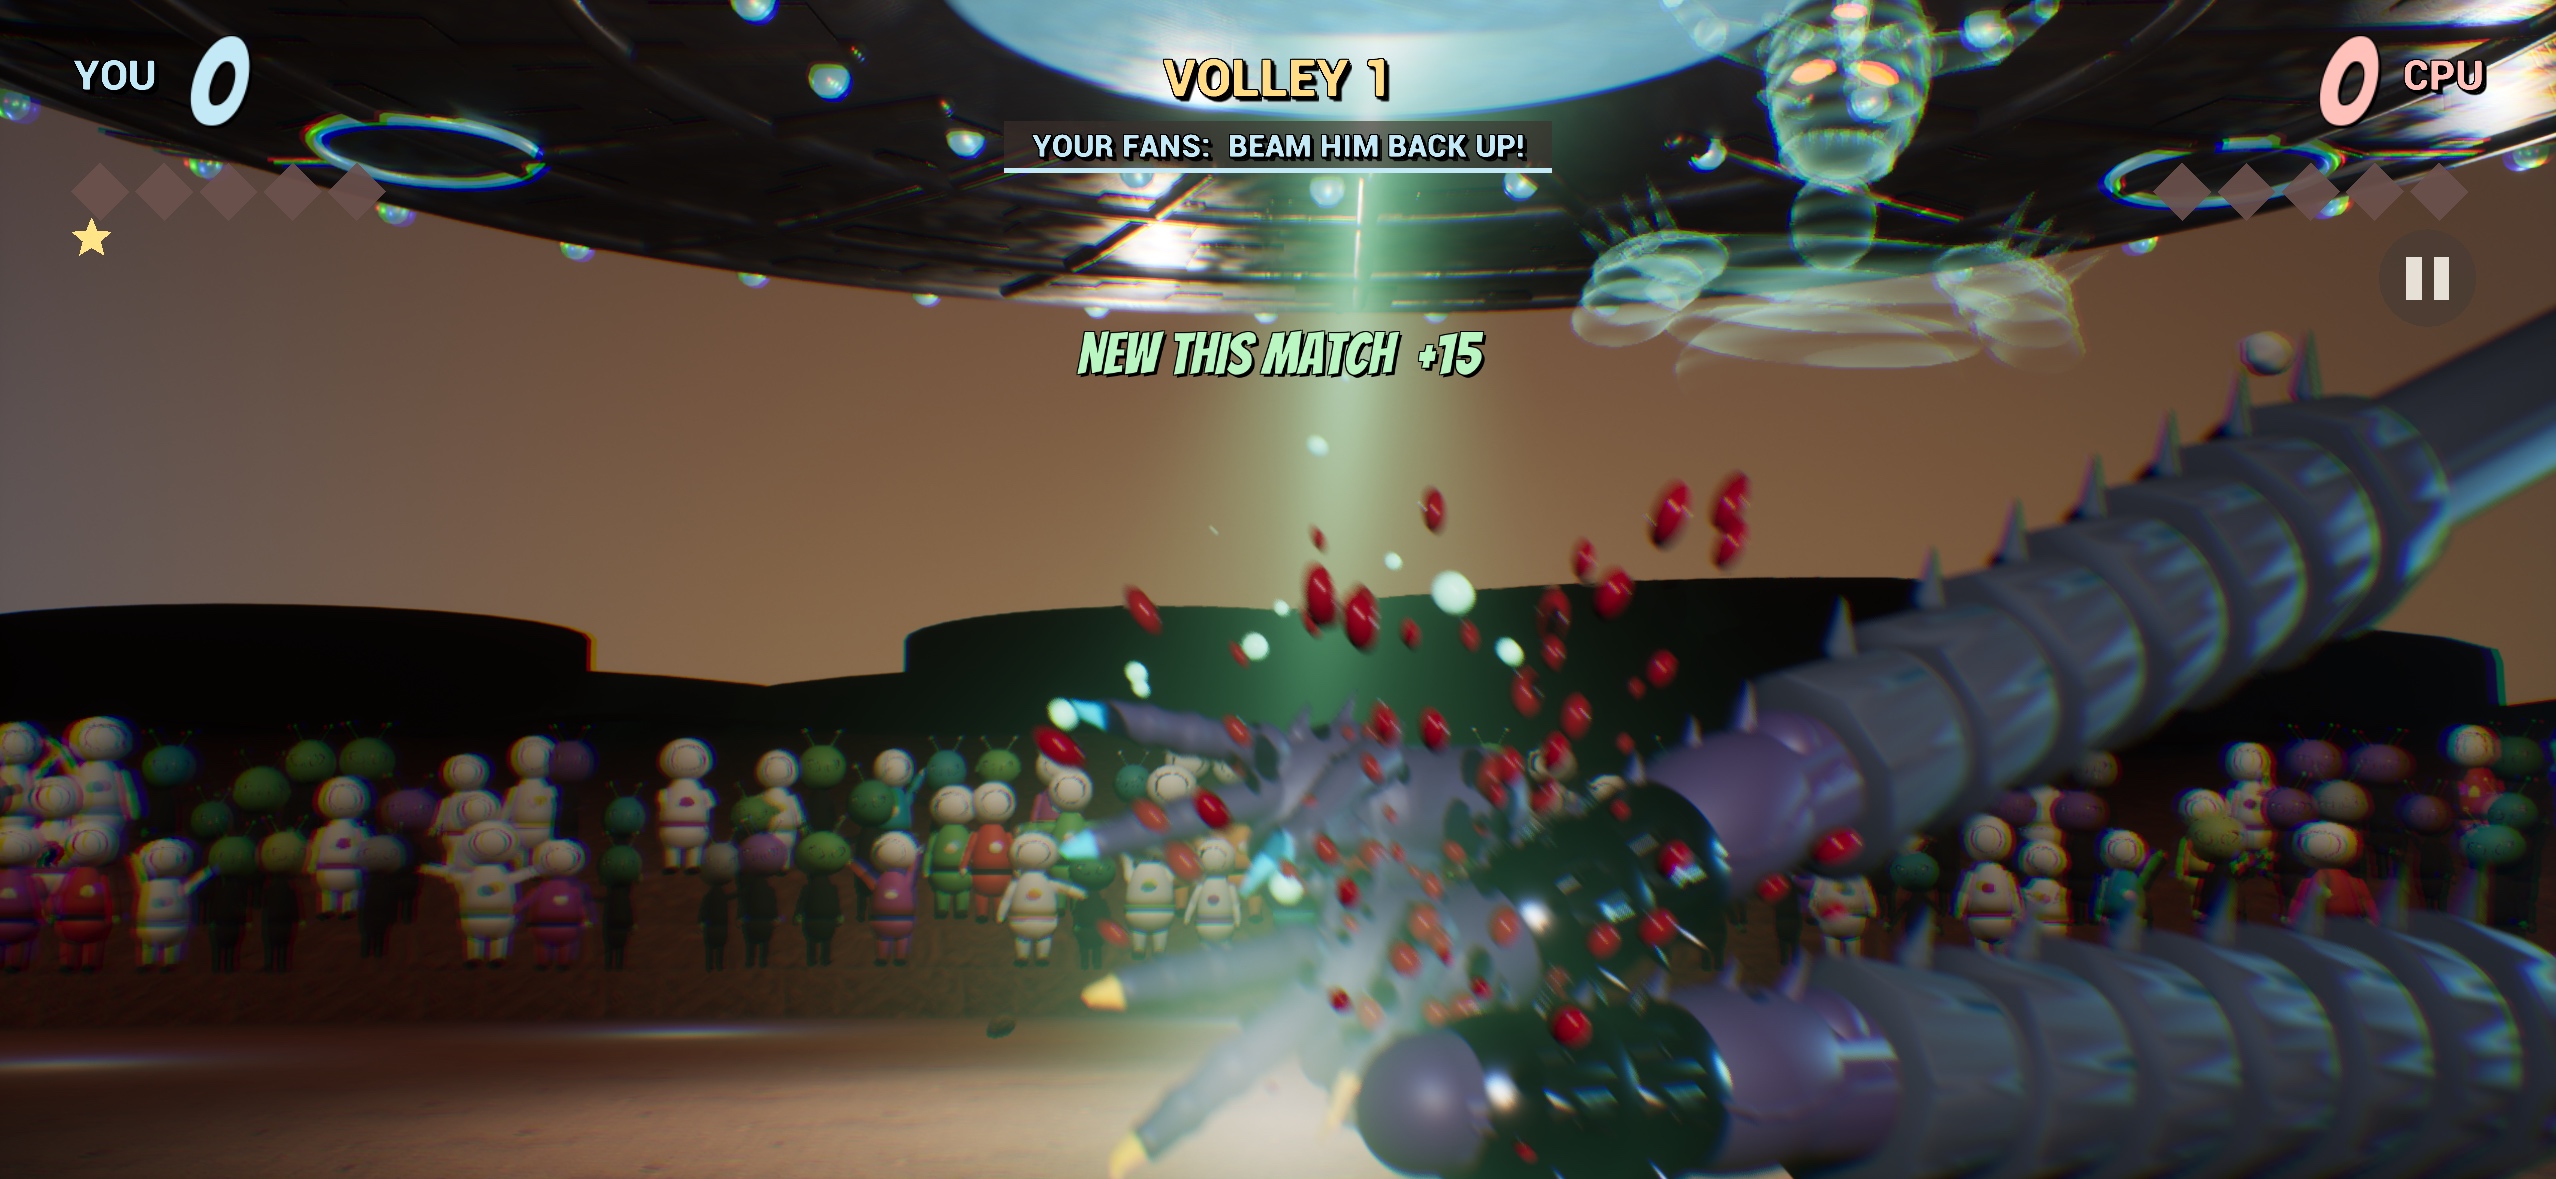 YOU 0
VOLLEY 1
0 CPU
YOUR FANS: BEAM HIM BACK UP!
NEW THIS MATCH +15